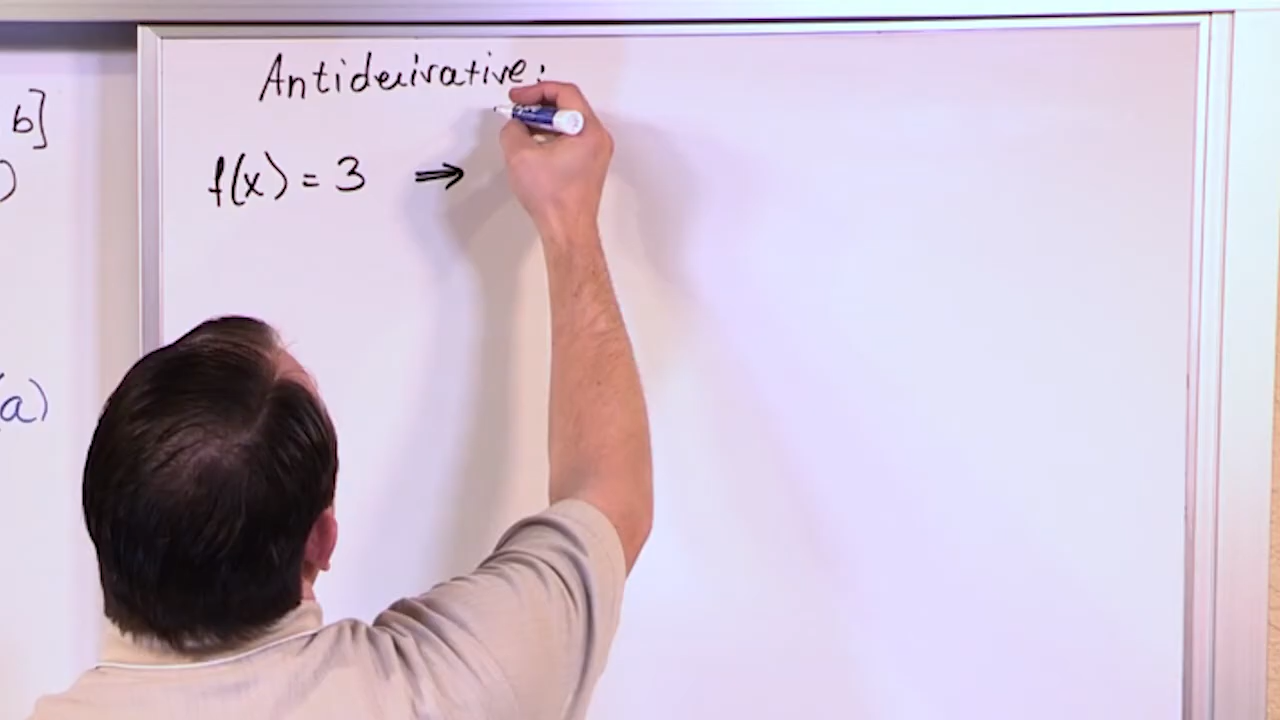 b]
)
(a)
Antiderivative:
f(x) = 3 ⇒